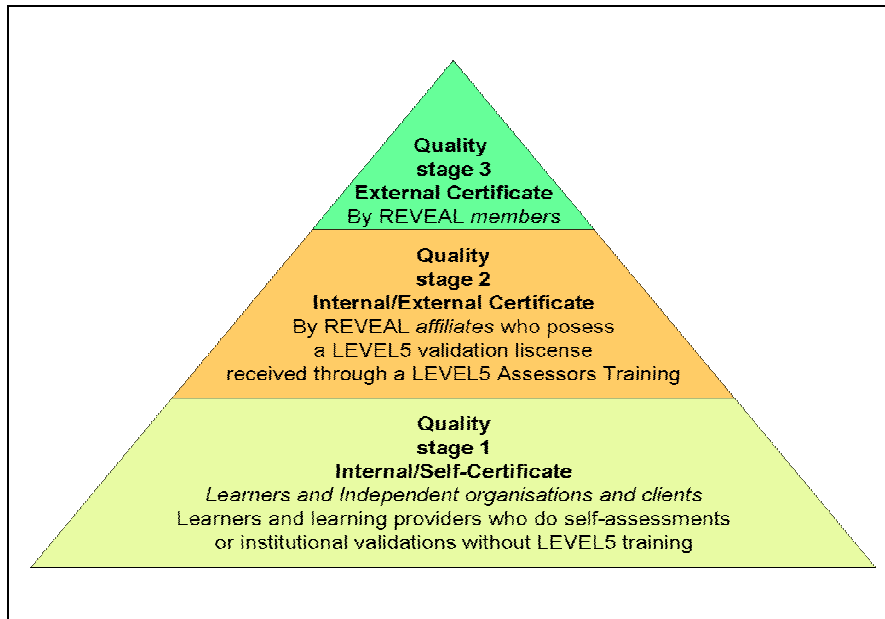 Quality
stage 3
External Certificate
By REVEAL members
Quality
stage 2
Internal/External Certificate
By REVEAL affiliates who posess
a LEVEL5 validation liscense
received through a LEVEL5 Assessors Training
Quality
stage 1
Internal/Self-Certificate
Learners and Independent organisations and clients
Learners and learning providers who do self-assessments
or institutional validations without LEVEL5 training